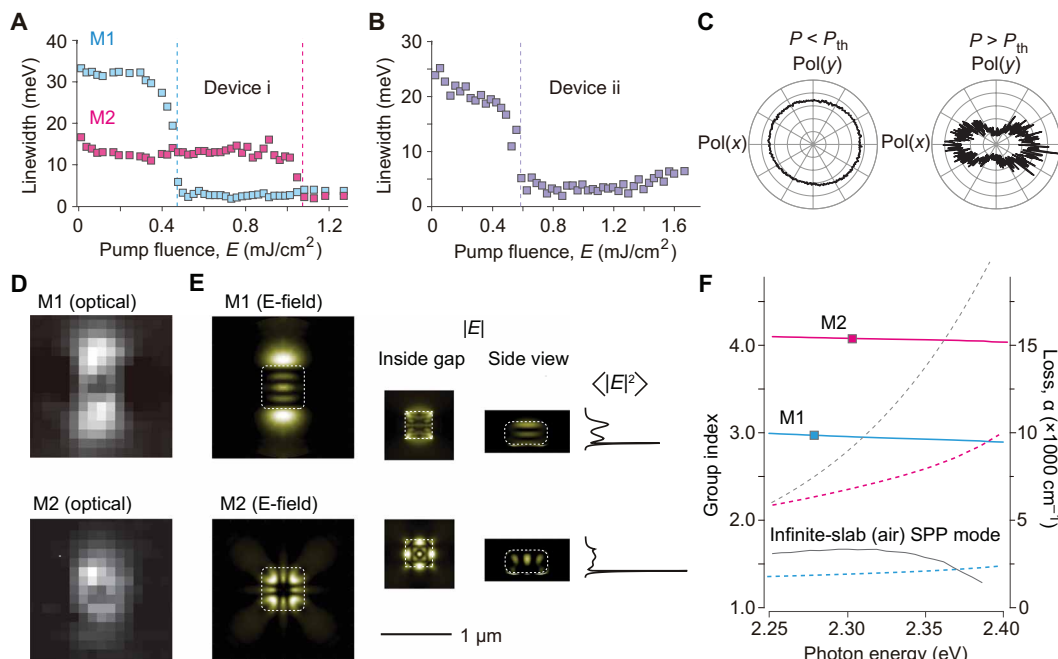 A
M1
M2
Device i
Linewidth (meV)
40
30
20
10
0
0
0.4
0.8
1.2
Pump fluence, E (mJ/cm²)
B
Device ii
Linewidth (meV)
30
20
10
0
0
0.4
0.8
1.2
1.6
Pump fluence, E (mJ/cm²)
C
P < Pth
Pol(y)
Pol(x)
P > Pth
Pol(y)
Pol(x)
D
M1 (optical)
M2 (optical)
E
M1 (E-field)
|E|
Inside gap
Side view
⟨|E|²⟩
M2 (E-field)
1 μm
F
M2
M1
Infinite-slab (air) SPP mode
Group index
4.0
3.0
2.0
1.0
Loss, α (×1000 cm⁻¹)
15
10
5
0
2.25
2.30
2.35
2.40
Photon energy (eV)